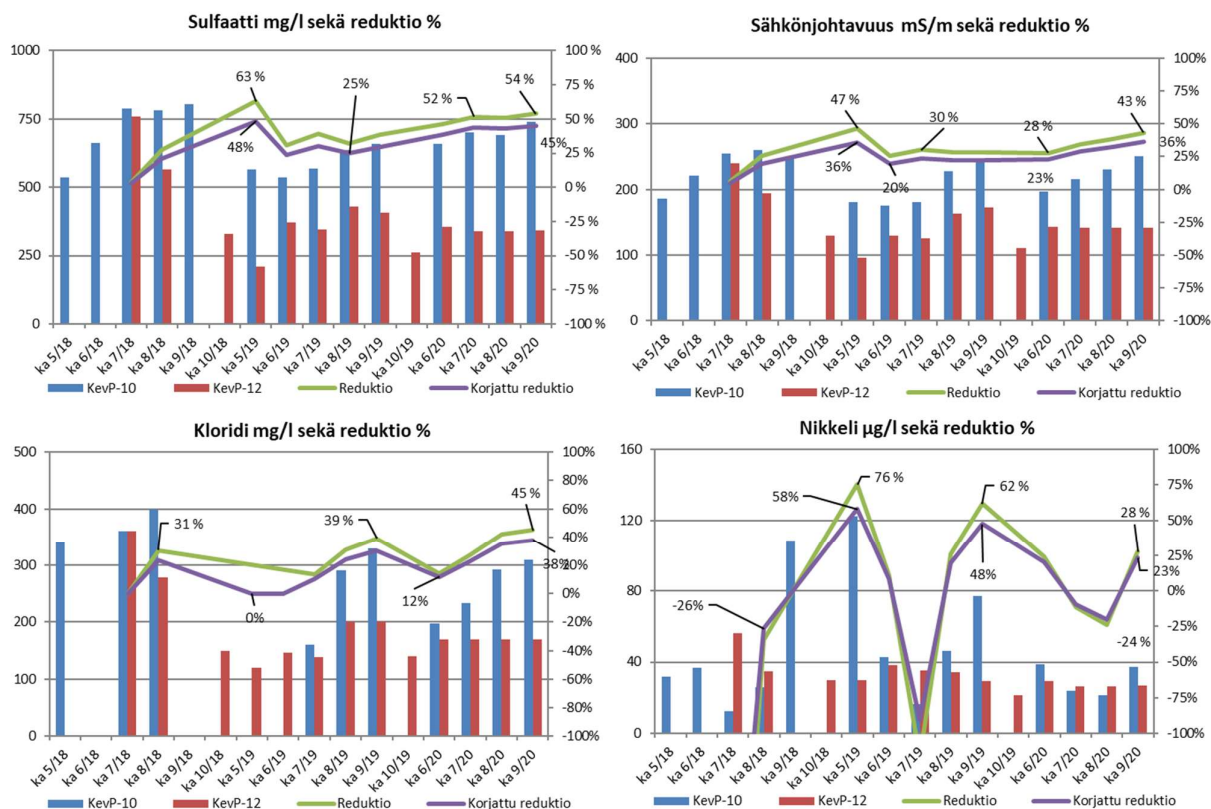 Sulfaatti mg/l sekä reduktio %
1000
750
500
250
0
100 %
75 %
50 %
25 %
0 %
-25 %
-50 %
-75 %
-100 %
63 %
48%
25%
52 %
54 %
45%
ka 5/18
ka 6/18
ka 7/18
ka 8/18
ka 9/18
ka 10/18
ka 5/19
ka 6/19
ka 7/19
ka 8/19
ka 9/19
ka 10/19
ka 6/20
ka 7/20
ka 8/20
ka 9/20
KevP-10 KevP-12 Reduktio Korjattu reduktio
Sähkönjohtavuus mS/m sekä reduktio %
400
300
200
100
0
100%
75%
50%
25%
0%
-25%
-50%
-75%
-100%
47 %
36%
20%
30 %
28 %
23%
43 %
36%
ka 5/18
ka 6/18
ka 7/18
ka 8/18
ka 9/18
ka 10/18
ka 5/19
ka 6/19
ka 7/19
ka 8/19
ka 9/19
ka 10/19
ka 6/20
ka 7/20
ka 8/20
ka 9/20
KevP-10 KevP-12 Reduktio Korjattu reduktio
Kloridi mg/l sekä reduktio %
500
400
300
200
100
0
100%
80%
60%
40%
20%
0%
-20%
-40%
-60%
-80%
-100%
31 %
0%
39 %
12%
45 %
38%
ka 5/18
ka 6/18
ka 7/18
ka 8/18
ka 9/18
ka 10/18
ka 5/19
ka 6/19
ka 7/19
ka 8/19
ka 9/19
ka 10/19
ka 6/20
ka 7/20
ka 8/20
ka 9/20
KevP-10 KevP-12 Reduktio Korjattu reduktio
Nikkeli µg/l sekä reduktio %
160
120
80
40
0
100%
75%
50%
25%
0%
-25%
-50%
-75%
-100%
-26%
58%
76 %
62 %
48%
28 %
23%
-24 %
ka 5/18
ka 6/18
ka 7/18
ka 8/18
ka 9/18
ka 10/18
ka 5/19
ka 6/19
ka 7/19
ka 8/19
ka 9/19
ka 10/19
ka 6/20
ka 7/20
ka 8/20
ka 9/20
KevP-10 KevP-12 Reduktio Korjattu reduktio